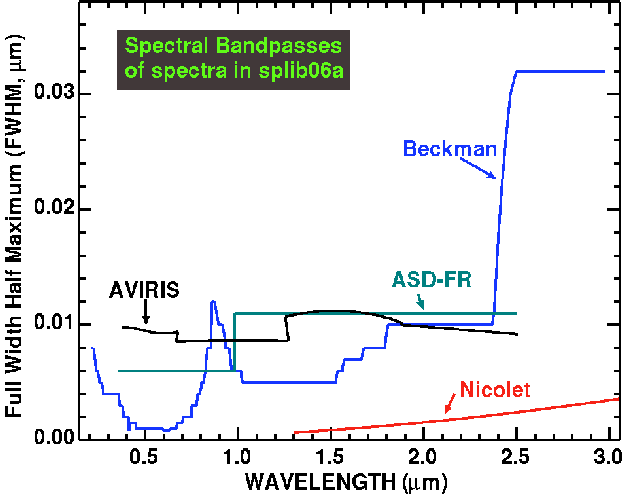 Spectral Bandpasses
of spectra in splib06a
Full Width Half Maximum (FWHM, μm)
0.03
0.02
0.01
0.00
Beckman
ASD-FR
AVIRIS
Nicolet
0.5
1.0
1.5
2.0
2.5
3.0
WAVELENGTH (μm)